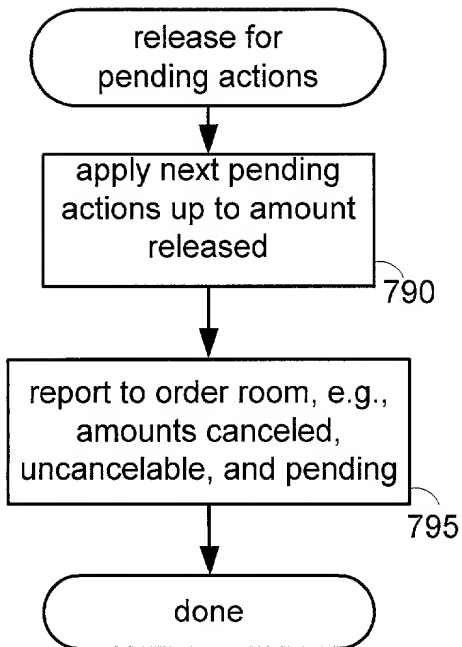 release for
pending actions
apply next pending
actions up to amount
released
790
report to order room, e.g.,
amounts canceled,
uncancelable, and pending
795
done